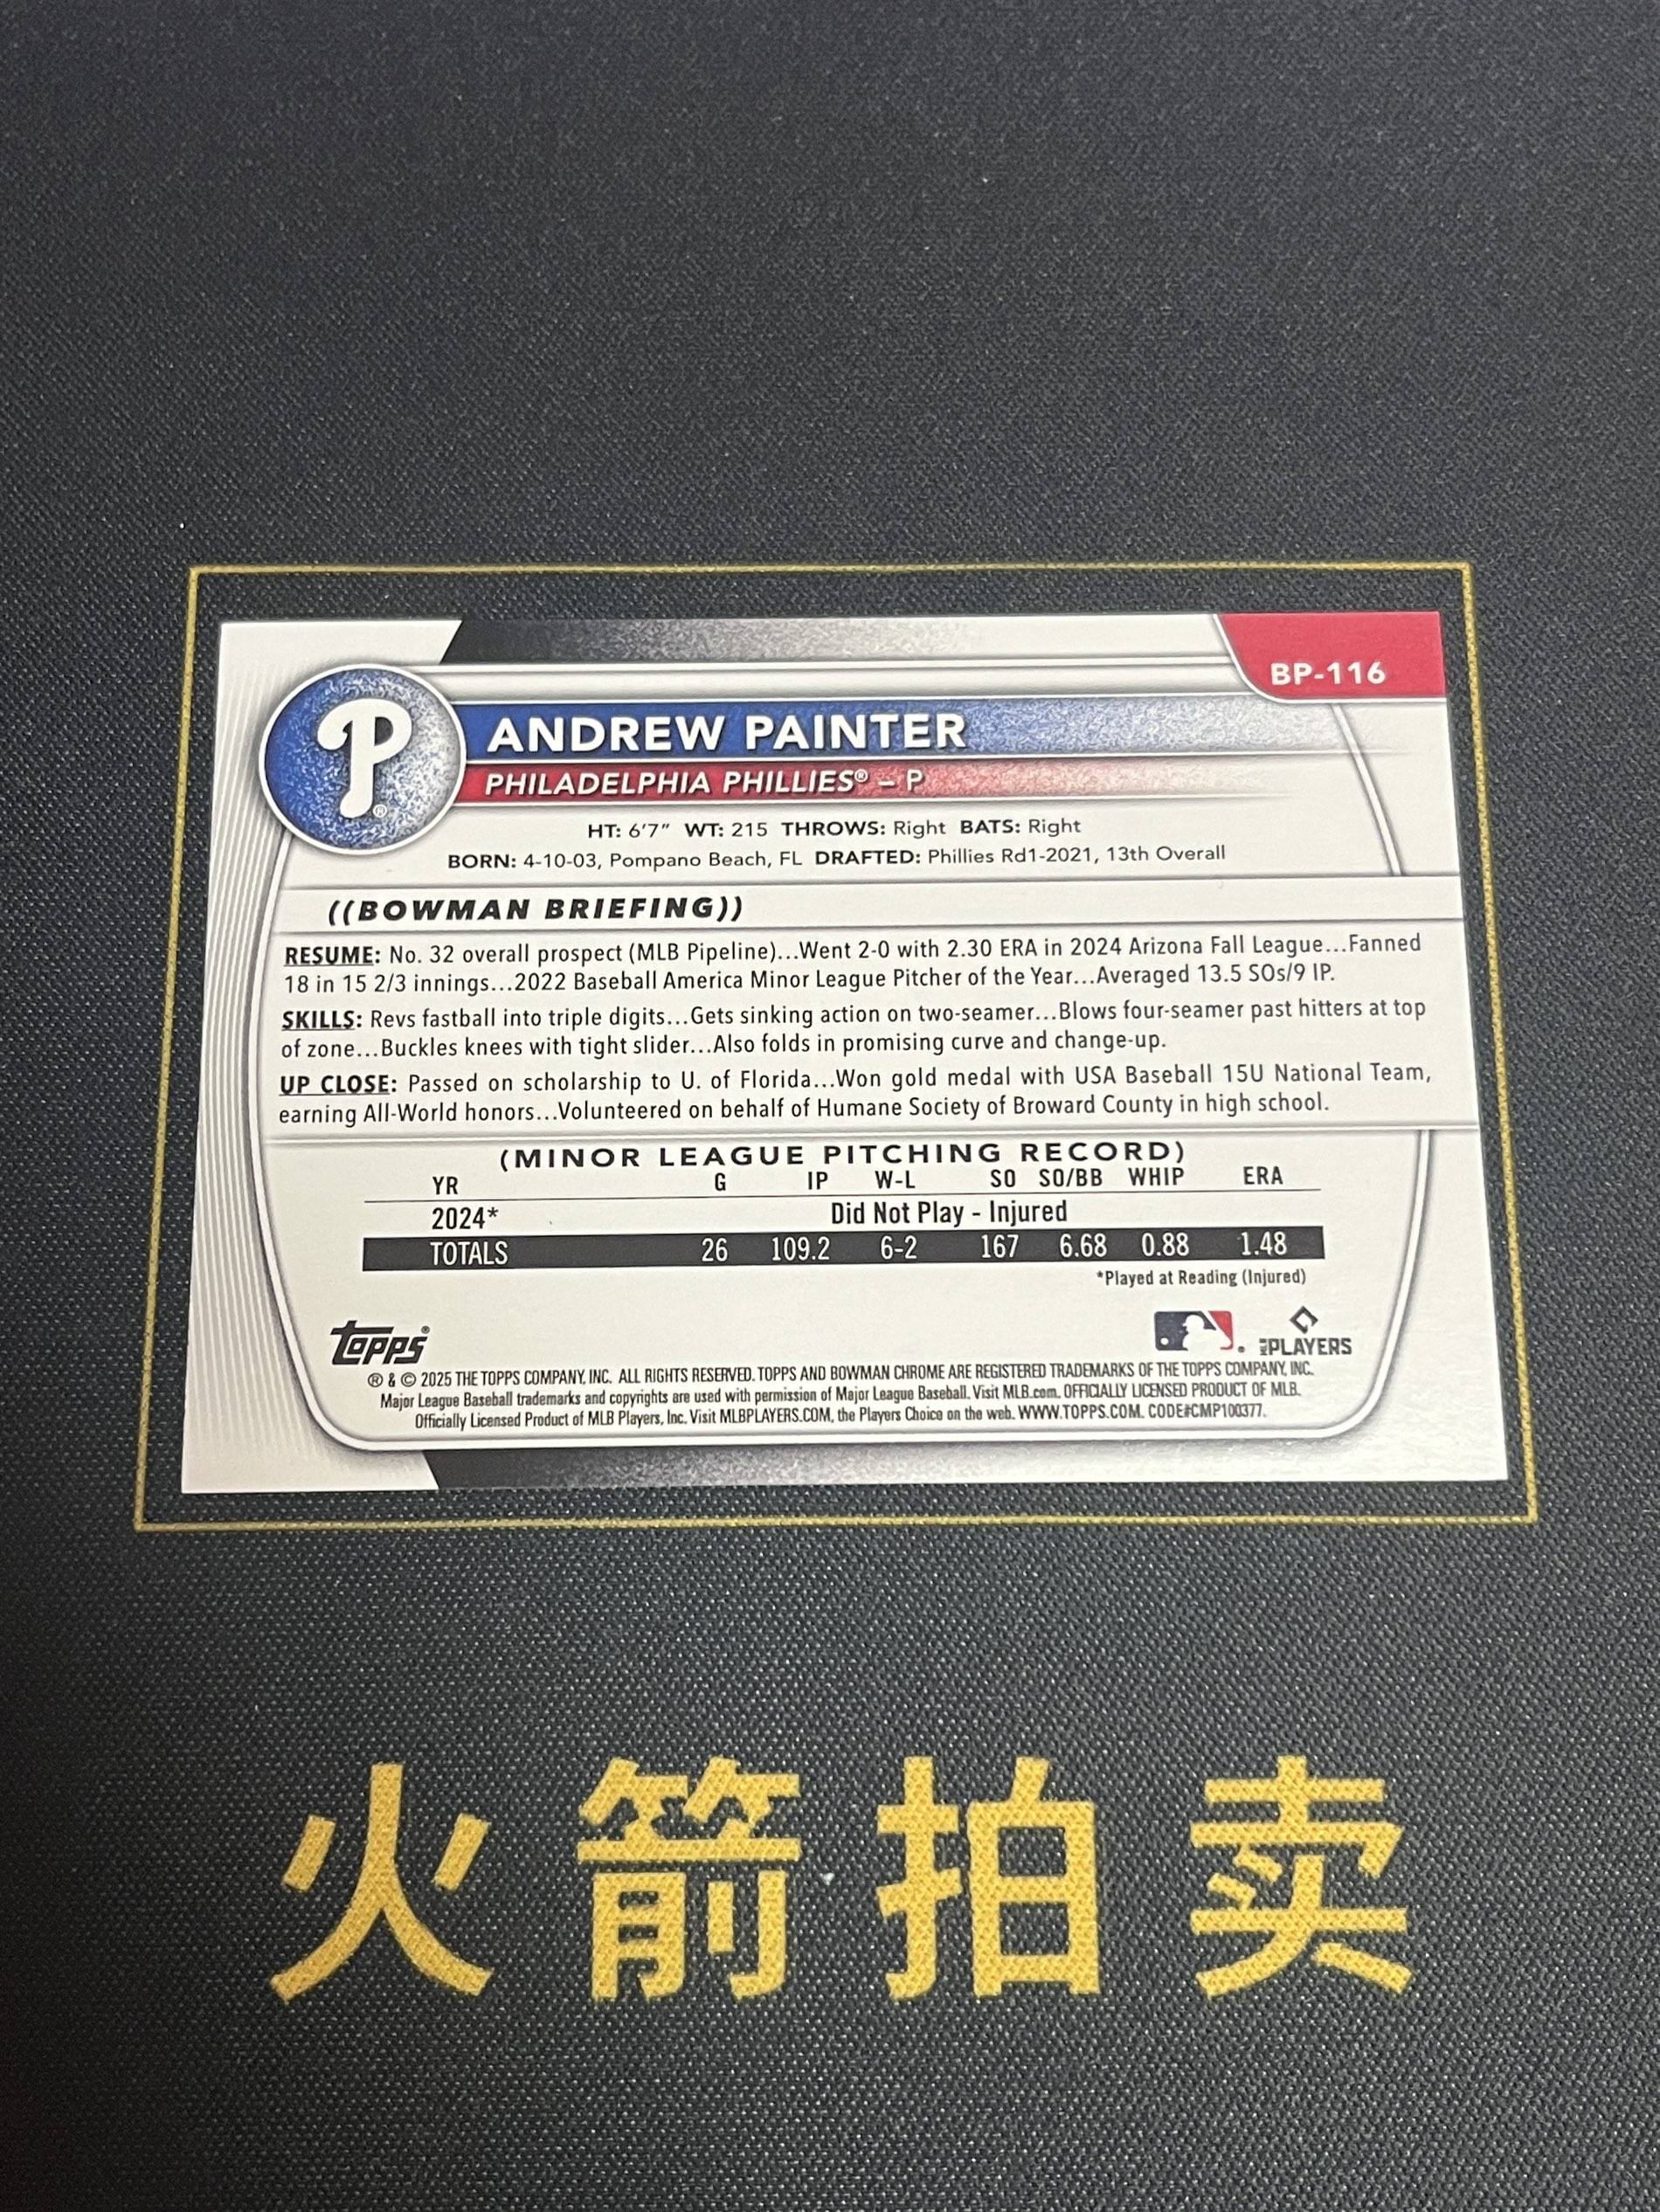 BP-116
P
ANDREW PAINTER
PHILADELPHIA PHILLIES® – P
HT: 6'7" WT: 215 THROWS: Right BATS: Right
BORN: 4-10-03, Pompano Beach, FL DRAFTED: Phillies Rd1-2021, 13th Overall
((BOWMAN BRIEFING))
RESUME: No. 32 overall prospect (MLB Pipeline)...Went 2-0 with 2.30 ERA in 2024 Arizona Fall League...Fanned
18 in 15 2/3 innings...2022 Baseball America Minor League Pitcher of the Year...Averaged 13.5 SOs/9 IP.
SKILLS: Revs fastball into triple digits...Gets sinking action on two-seamer...Blows four-seamer past hitters at top
of zone...Buckles knees with tight slider...Also folds in promising curve and change-up.
UP CLOSE: Passed on scholarship to U. of Florida...Won gold medal with USA Baseball 15U National Team,
earning All-World honors...Volunteered on behalf of Humane Society of Broward County in high school.
(MINOR LEAGUE PITCHING RECORD)
YR G IP W-L SO SO/BB WHIP ERA
2024* Did Not Play - Injured
TOTALS 26 109.2 6-2 167 6.68 0.88 1.48
*Played at Reading (Injured)
Topps®
MLB PLAYERS
® & © 2025 THE TOPPS COMPANY, INC. ALL RIGHTS RESERVED. TOPPS AND BOWMAN CHROME ARE REGISTERED TRADEMARKS OF THE TOPPS COMPANY, INC.
Major League Baseball trademarks and copyrights are used with permission of Major League Baseball. Visit MLB.com. OFFICIALLY LICENSED PRODUCT OF MLB.
Officially Licensed Product of MLB Players, Inc. Visit MLBPLAYERS.COM, the Players Choice on the web. WWW.TOPPS.COM. CODE#CMP100377.
火箭拍卖